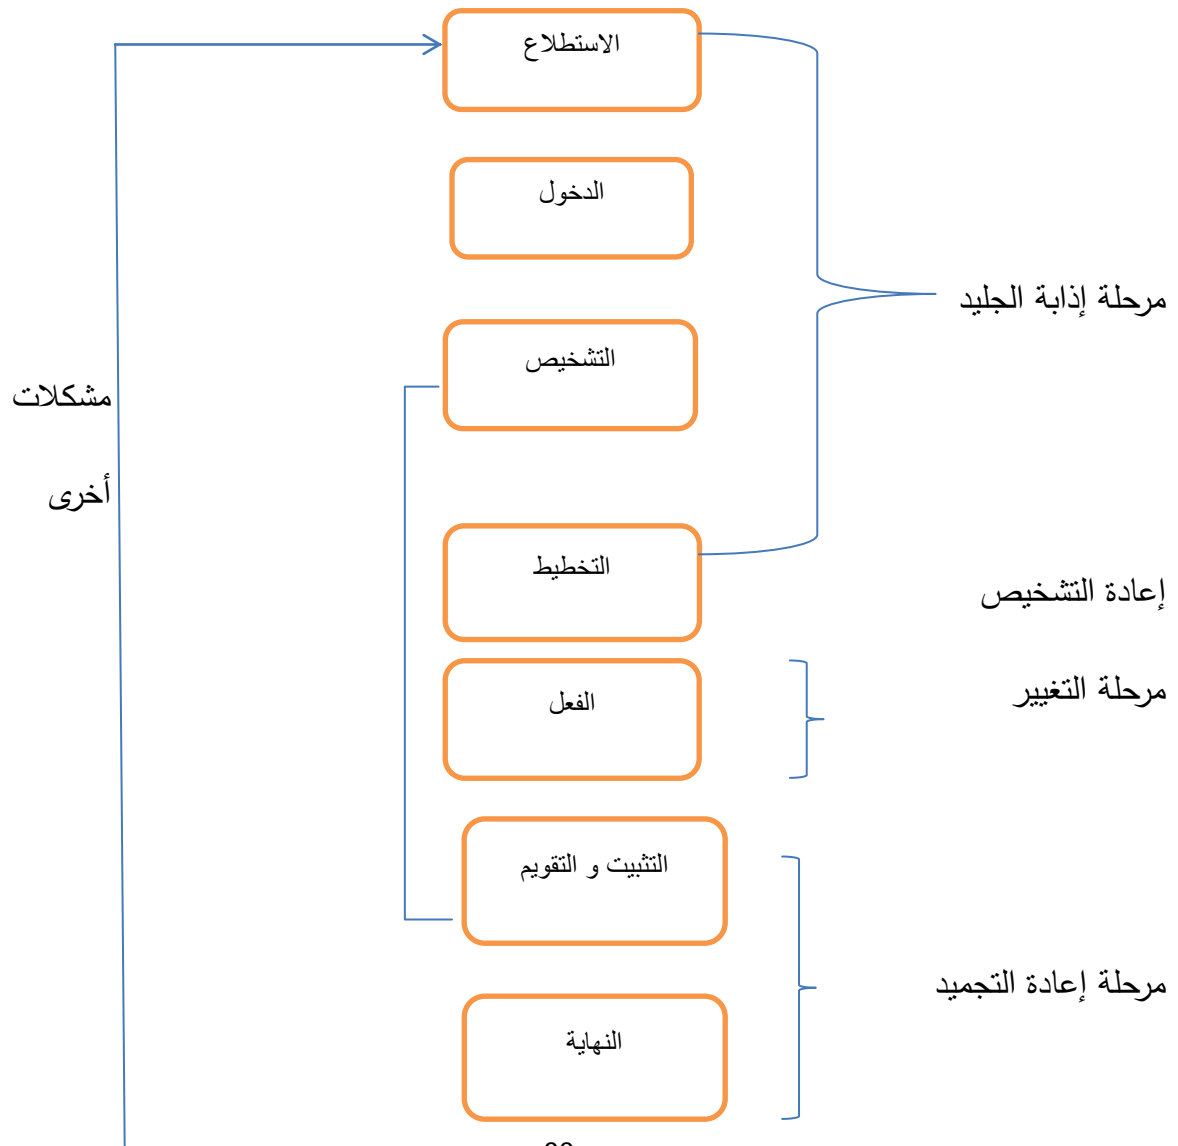 الاستطلاع
الدخول
مرحلة إذابة الجليد
التشخيص
مشكلات
أخرى
التخطيط
إعادة التشخيص
مرحلة التغيير
الفعل
التثبيت و التقويم
مرحلة إعادة التجميد
النهاية